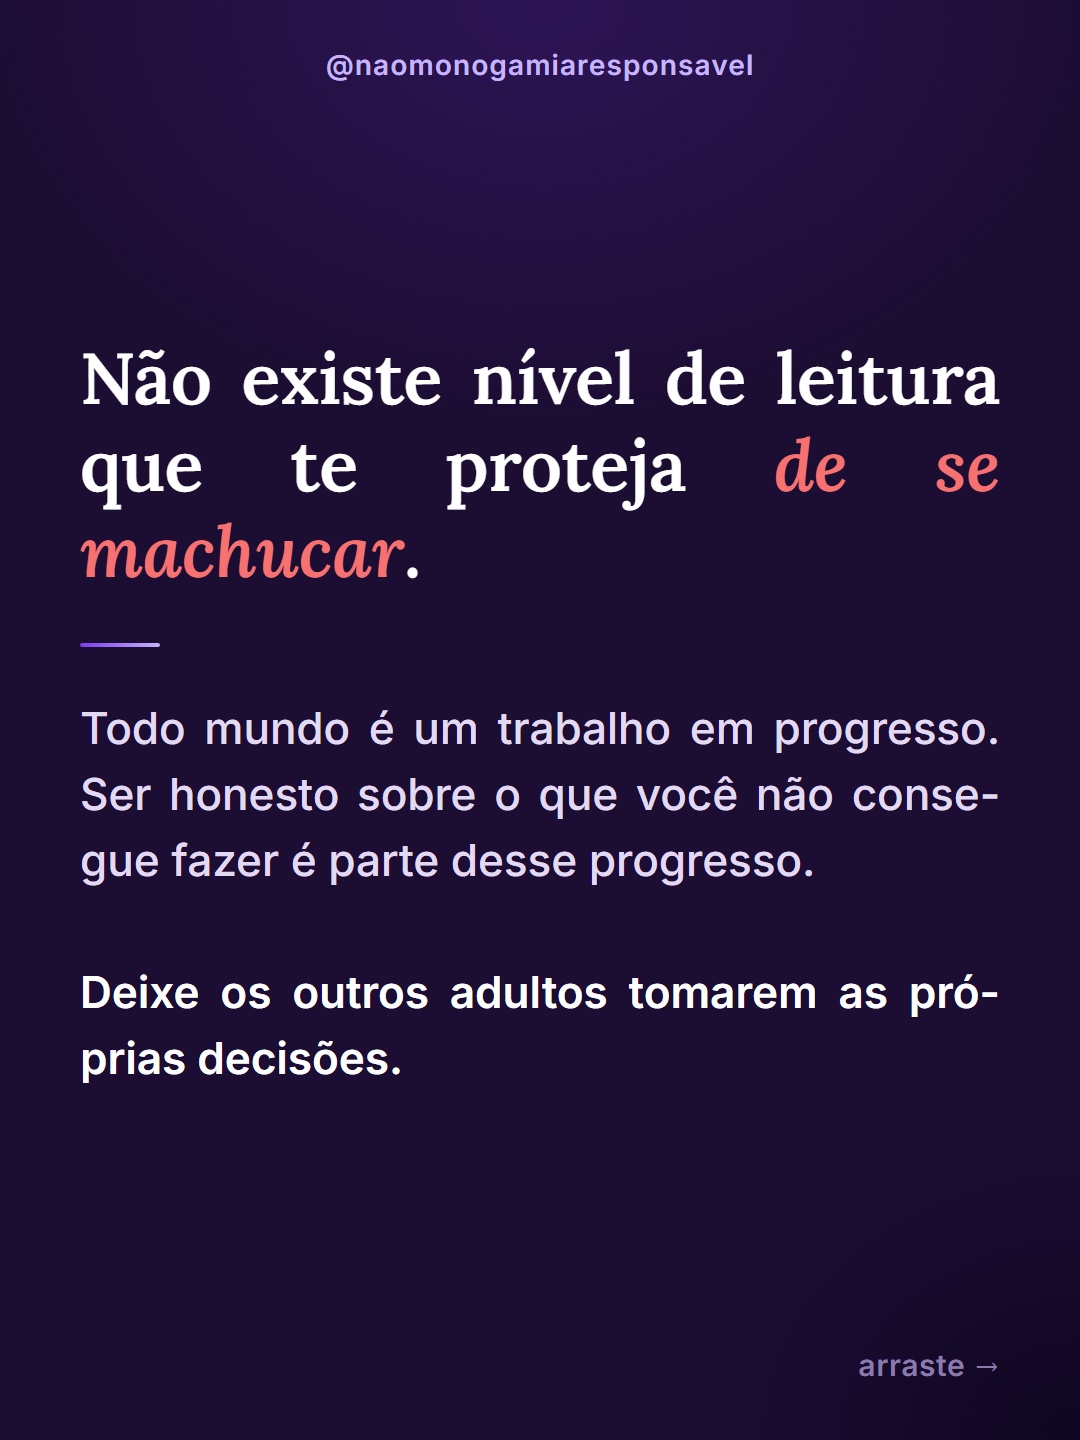 @naomonogamiaresponsavel
Não existe nível de leitura
que te proteja de se
machucar.
Todo mundo é um trabalho em progresso.
Ser honesto sobre o que você não conse-
gue fazer é parte desse progresso.
Deixe os outros adultos tomarem as pró-
prias decisões.
arraste →